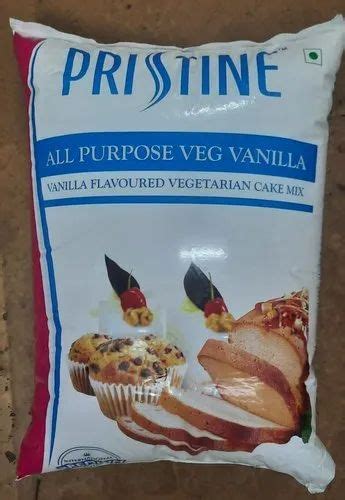 PRISTINE
ALL PURPOSE VEG VANILLA
VANILLA FLAVOURED VEGETARIAN CAKE MIX